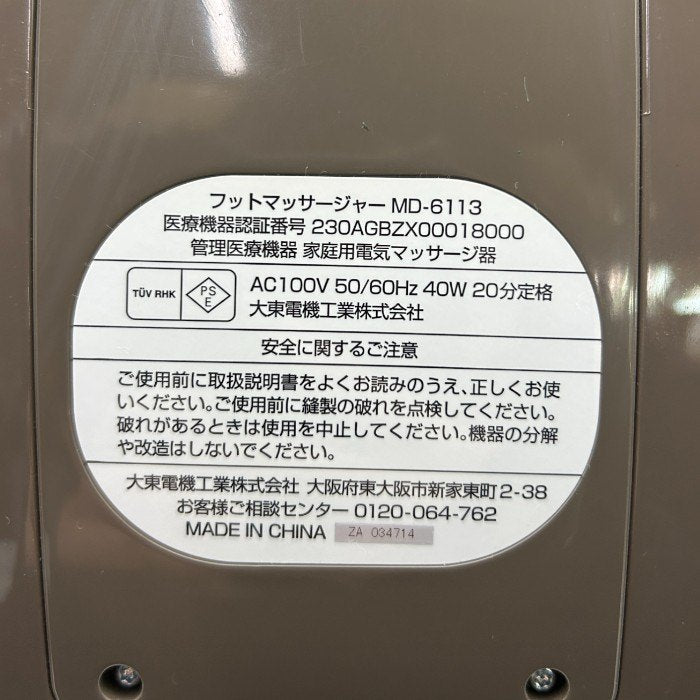 フットマッサージャー MD-6113
医療機器認証番号 230AGBZX00018000
管理医療機器 家庭用電気マッサージ器
TÜV RHK
PS
E
AC100V 50/60Hz 40W 20分定格
大東電機工業株式会社
安全に関するご注意
ご使用前に取扱説明書をよくお読みのうえ、正しくお使
いください。ご使用前に縫製の破れを点検してください。
破れがあるときは使用を中止してください。機器の分解
や改造はしないでください。
大東電機工業株式会社 大阪府東大阪市新家東町2-38
お客様ご相談センター 0120-064-762
MADE IN CHINA ZA 034714